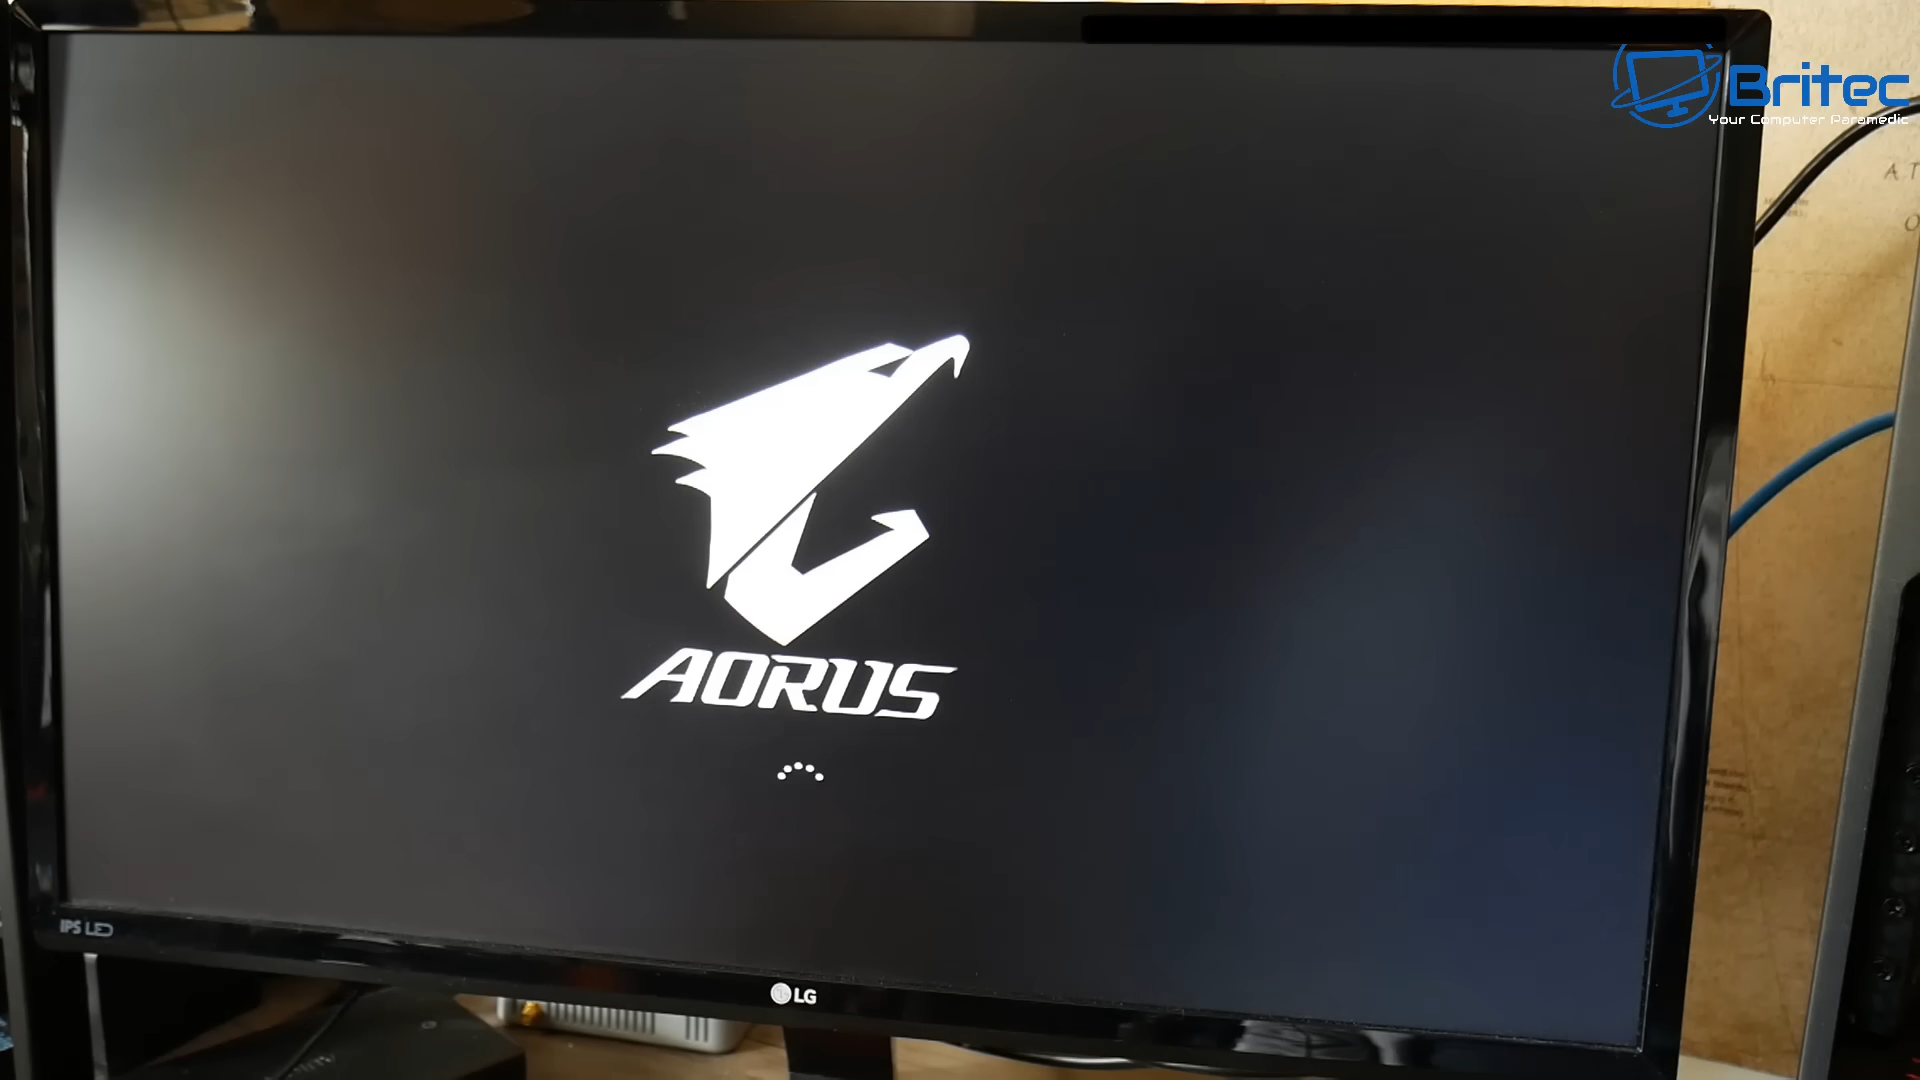 Britec
Your Computer Paramedic
AORUS
IPS LED
LG